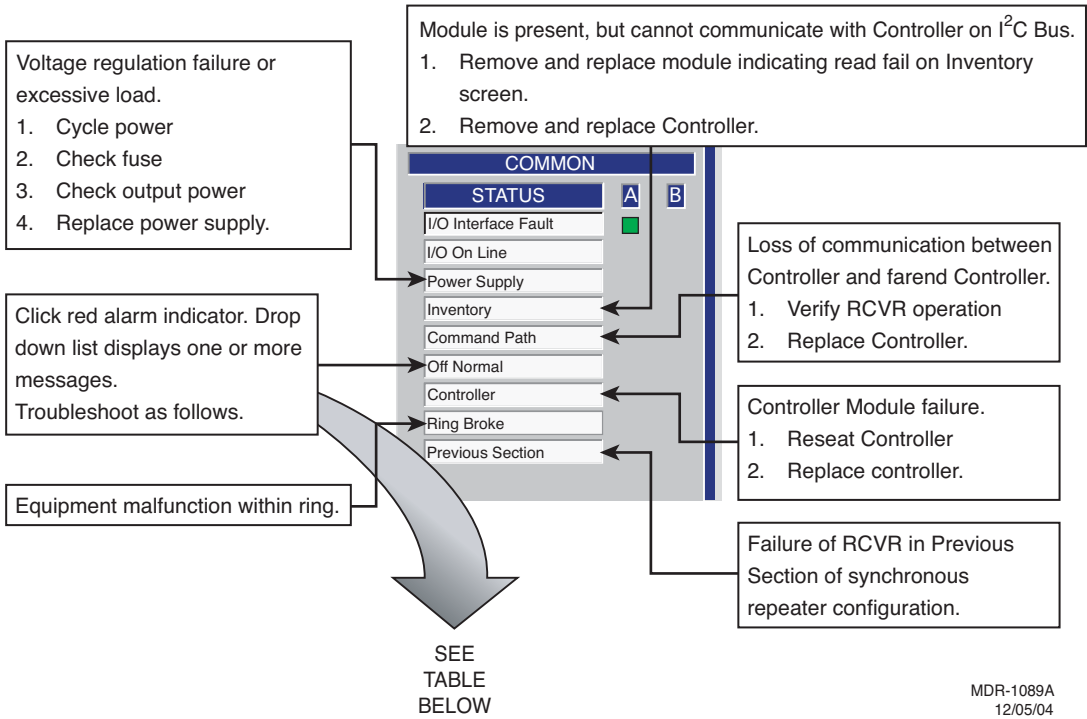 Module is present, but cannot communicate with Controller on I²C Bus.
1. Remove and replace module indicating read fail on Inventory
screen.
2. Remove and replace Controller.
Voltage regulation failure or
excessive load.
1. Cycle power
2. Check fuse
3. Check output power
4. Replace power supply.
Click red alarm indicator. Drop
down list displays one or more
messages.
Troubleshoot as follows.
Equipment malfunction within ring.
COMMON
STATUS A B
I/O Interface Fault
I/O On Line
Power Supply
Inventory
Command Path
Off Normal
Controller
Ring Broke
Previous Section
Loss of communication between
Controller and farend Controller.
1. Verify RCVR operation
2. Replace Controller.
Controller Module failure.
1. Reseat Controller
2. Replace controller.
Failure of RCVR in Previous
Section of synchronous
repeater configuration.
SEE
TABLE
BELOW
MDR-1089A
12/05/04